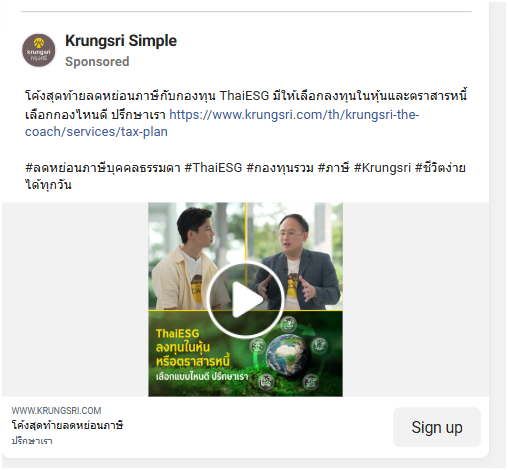 Krungsri Simple
Sponsored
krungsri
กรุงศรี
โค้งสุดท้ายลดหย่อนภาษีกับกองทุน ThaiESG มีให้เลือกลงทุนในหุ้นและตราสารหนี้
เลือกกองไหนดี ปรึกษาเรา https://www.krungsri.com/th/krungsri-the-
coach/services/tax-plan
#ลดหย่อนภาษีบุคคลธรรมดา #ThaiESG #กองทุนรวม #ภาษี #Krungsri #ชีวิตง่าย
ได้ทุกวัน
ThaiESG
ลงทุนในหุ้น
หรือตราสารหนี้
เลือกแบบไหนดี ปรึกษาเรา
WWW.KRUNGSRI.COM
โค้งสุดท้ายลดหย่อนภาษี
ปรึกษาเรา
Sign up